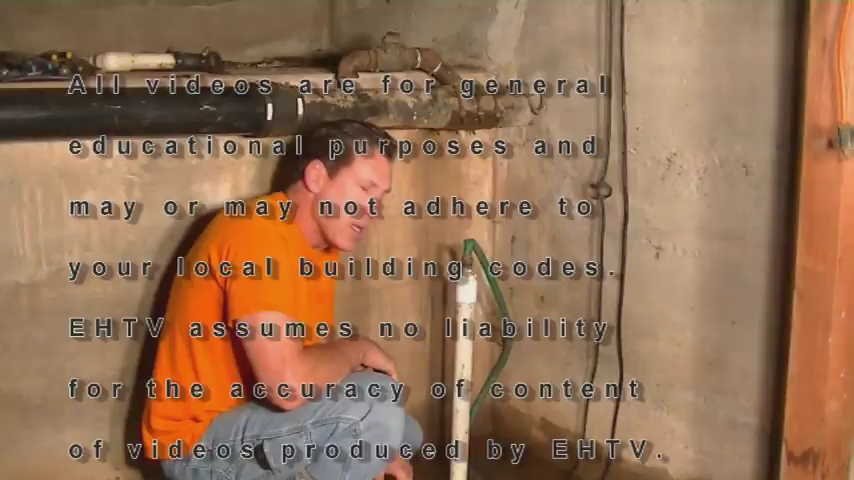 All videos are for general
educational purposes and
may or may not adhere to
your local building codes.
EHTV assumes no liability
for the accuracy of content
of videos produced by EHTV.